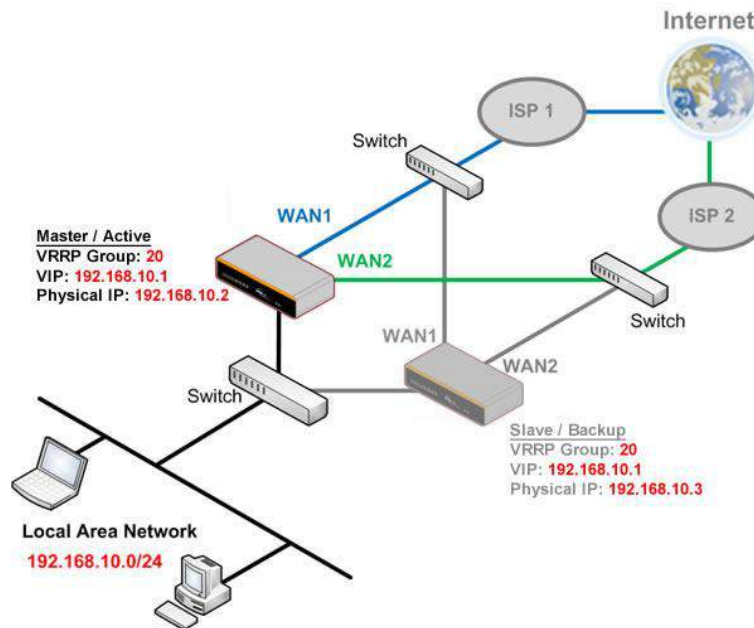 Internet
ISP 1
Switch
WAN1
Master / Active
VRRP Group: 20
VIP: 192.168.10.1
Physical IP: 192.168.10.2
WAN2
ISP 2
Switch
WAN1
WAN2
Switch
Slave / Backup
VRRP Group: 20
VIP: 192.168.10.1
Physical IP: 192.168.10.3
Local Area Network
192.168.10.0/24